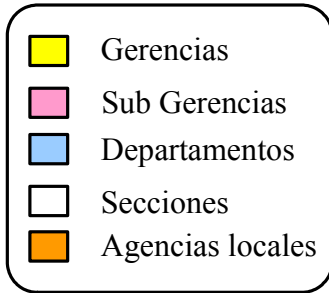 Gerencias
Sub Gerencias
Departamentos
Secciones
Agencias locales